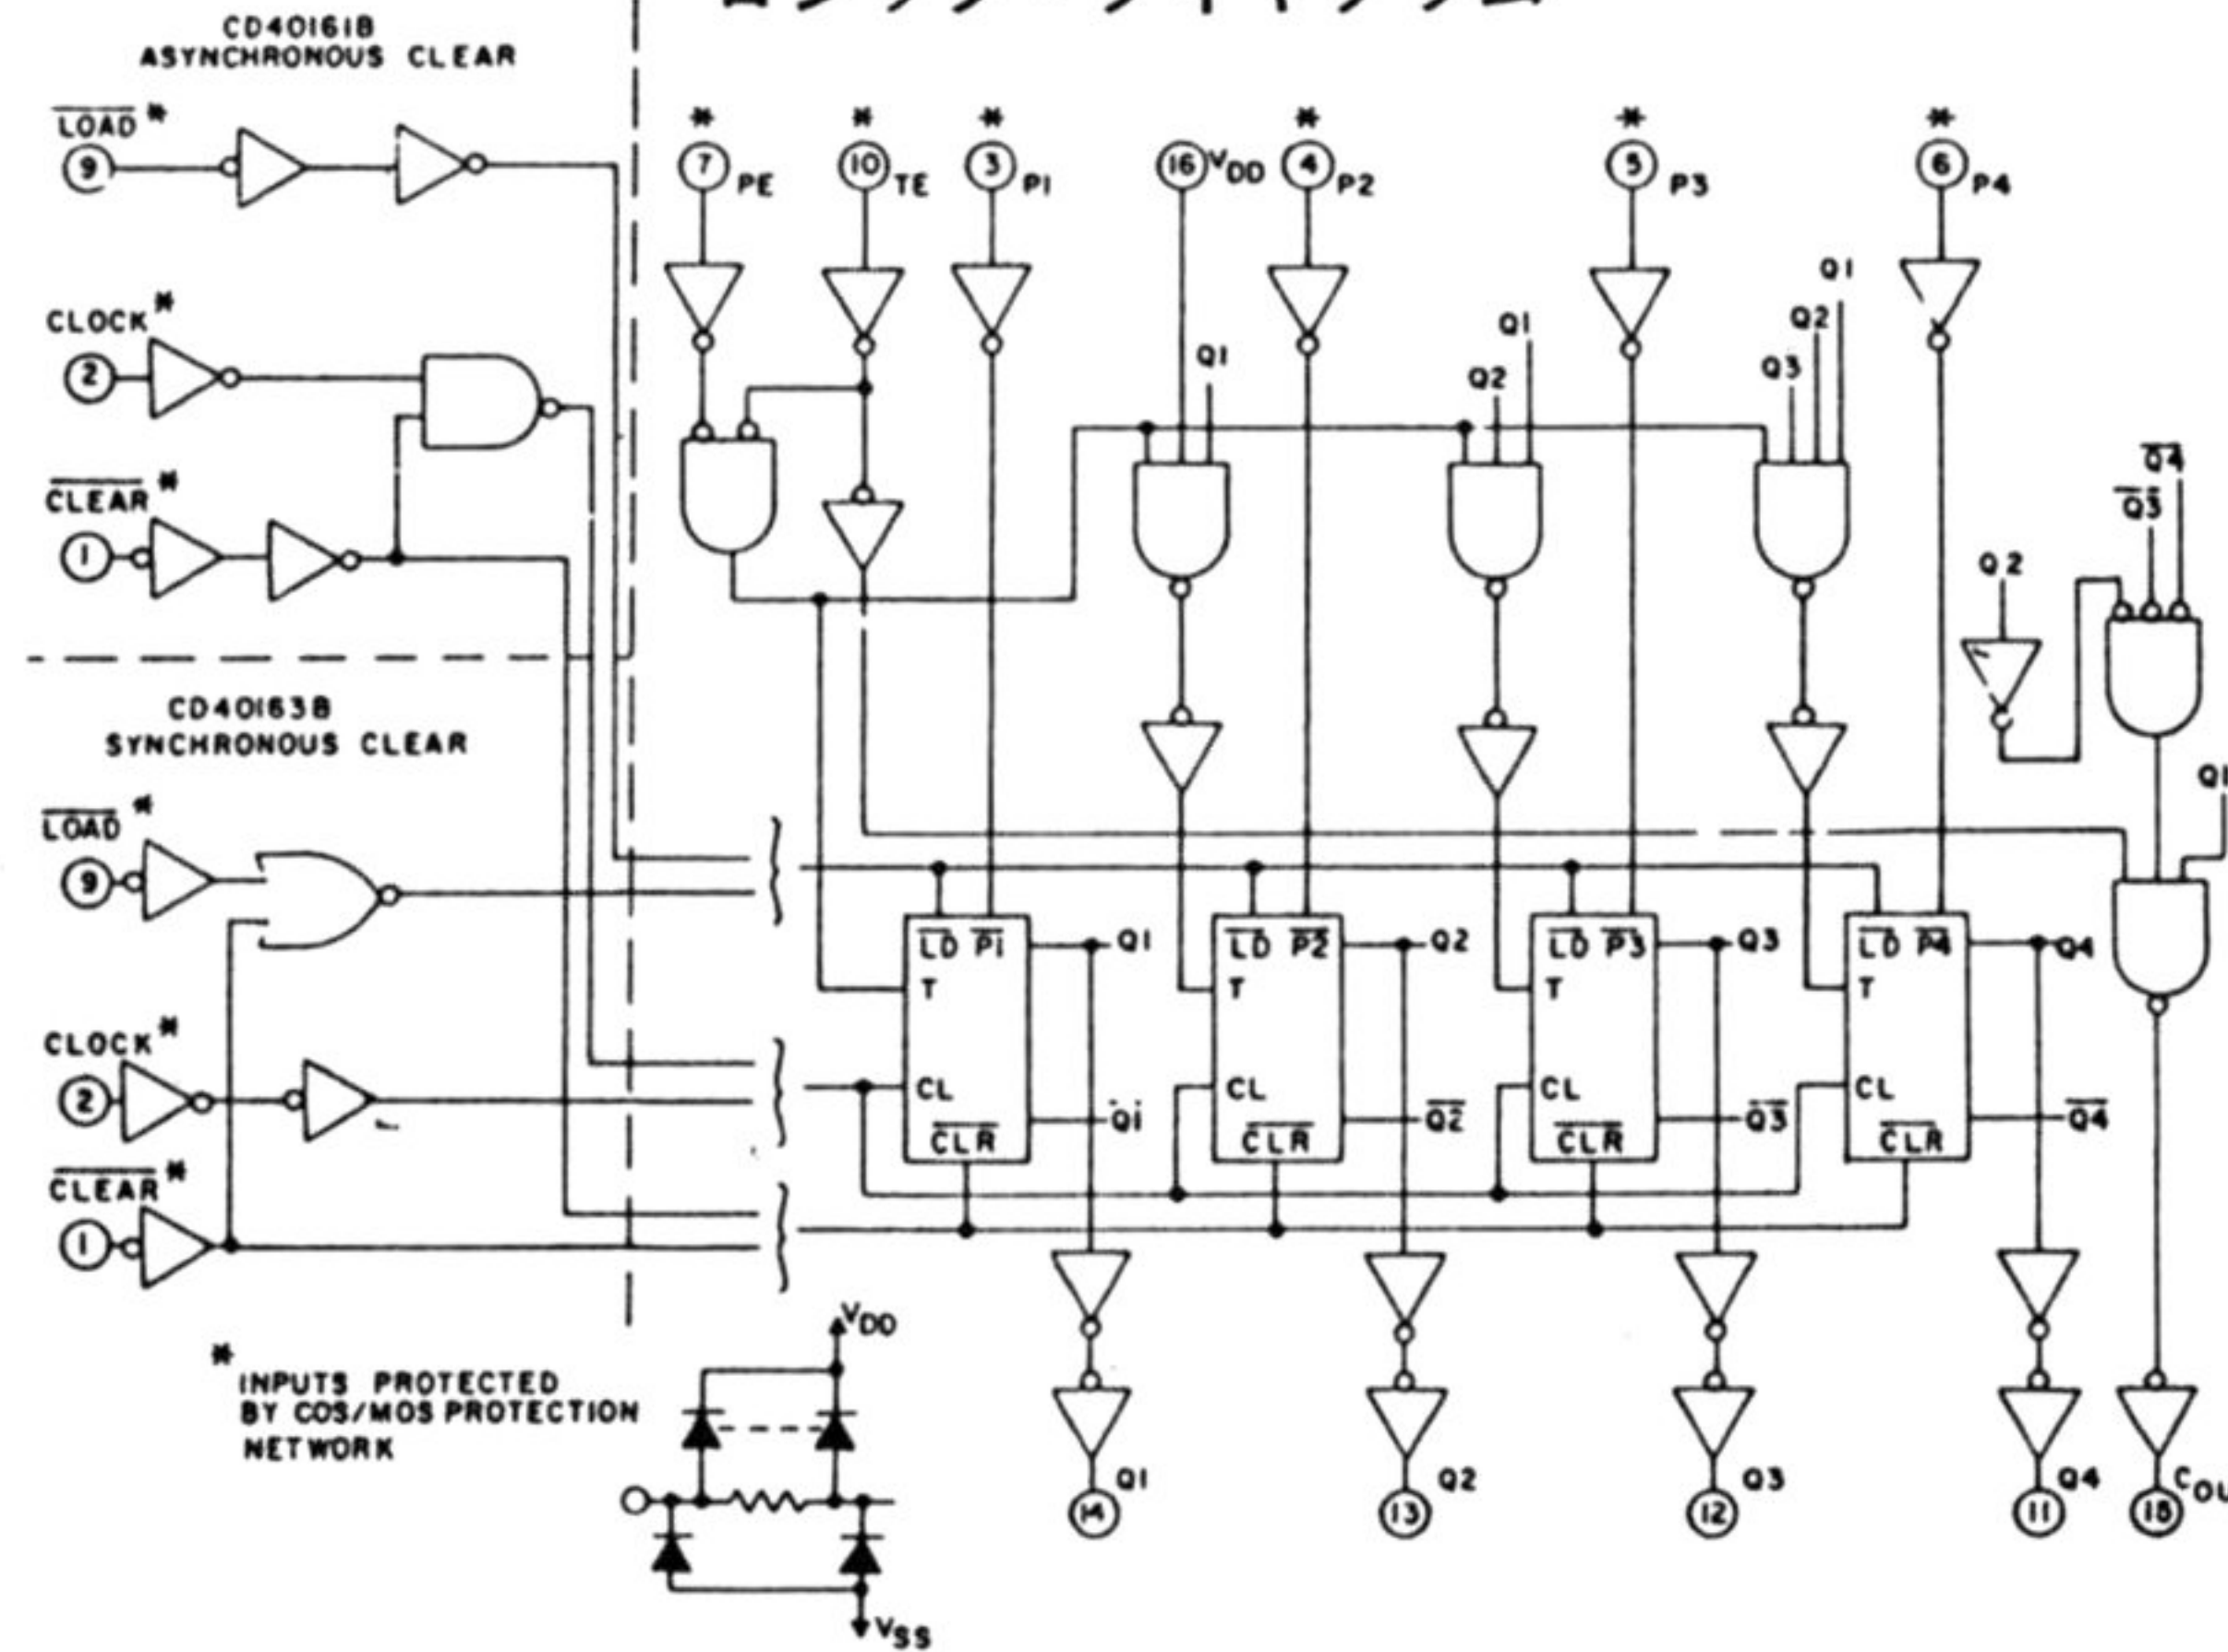 CD40161B
ASYNCHRONOUS CLEAR
LOAD *
9
CLOCK *
2
CLEAR *
1
CD40163B
SYNCHRONOUS CLEAR
LOAD *
9
CLOCK *
2
CLEAR *
1
* * * * * *
7 PE 10 TE 3 P1 16 VDD 4 P2 5 P3 6 P4
Q1
Q2 Q1
Q3 Q2 Q1
Q2 Q3 Q4
Q1
LD P1 Q1 LD P2 Q2 LD P3 Q3 LD P4 Q4
T T T T
CL CL CL CL
Q1 Q2 Q3 Q4
CLR CLR CLR CLR
*
INPUTS PROTECTED
BY COS/MOS PROTECTION
NETWORK
VDD
VSS
Q1 Q2 Q3 Q4
14 13 12 11 15